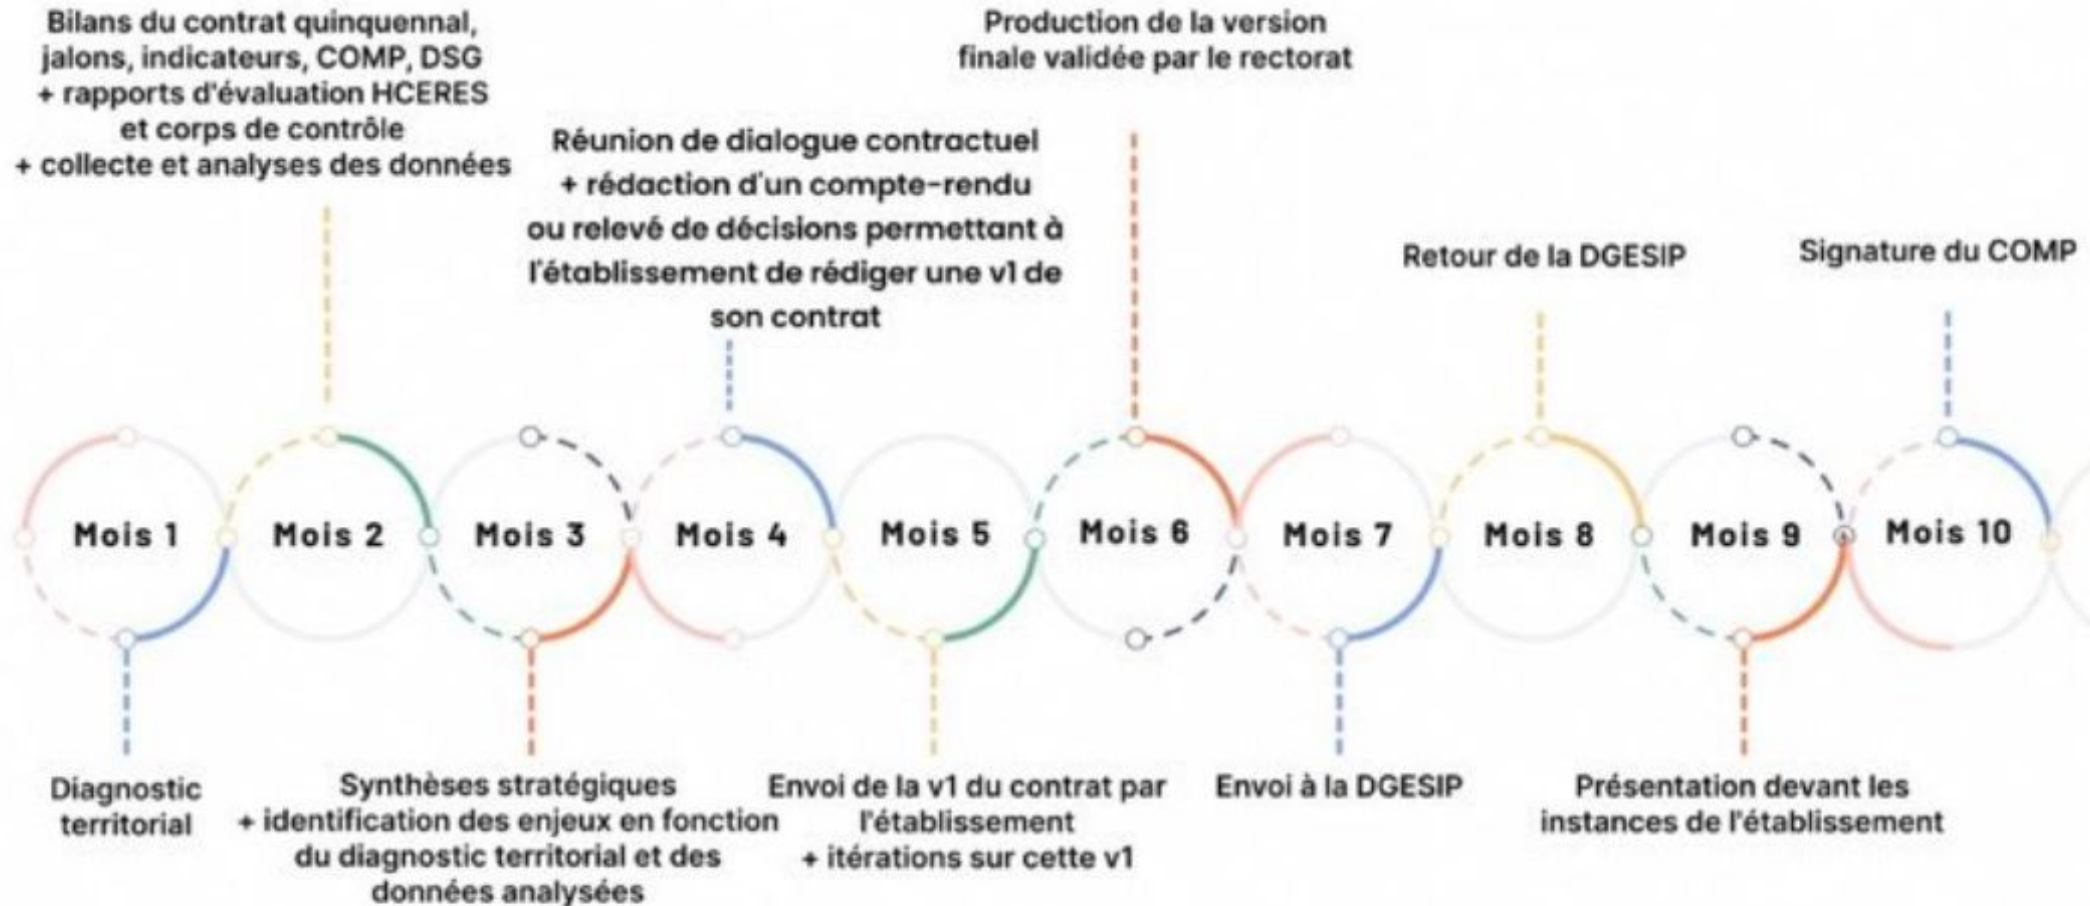 Bilans du contrat quinquennal,
jalons, indicateurs, COMP, DSG
+ rapports d'évaluation HCERES
et corps de contrôle
+ collecte et analyses des données
Réunion de dialogue contractuel
+ rédaction d'un compte-rendu
ou relevé de décisions permettant à
l'établissement de rédiger une v1 de
son contrat
Production de la version
finale validée par le rectorat
Retour de la DGESIP
Signature du COMP
Mois 1
Mois 2
Mois 3
Mois 4
Mois 5
Mois 6
Mois 7
Mois 8
Mois 9
Mois 10
Diagnostic
territorial
Synthèses stratégiques
+ identification des enjeux en fonction
du diagnostic territorial et des
données analysées
Envoi de la v1 du contrat par
l'établissement
+ itérations sur cette v1
Envoi à la DGESIP
Présentation devant les
instances de l'établissement